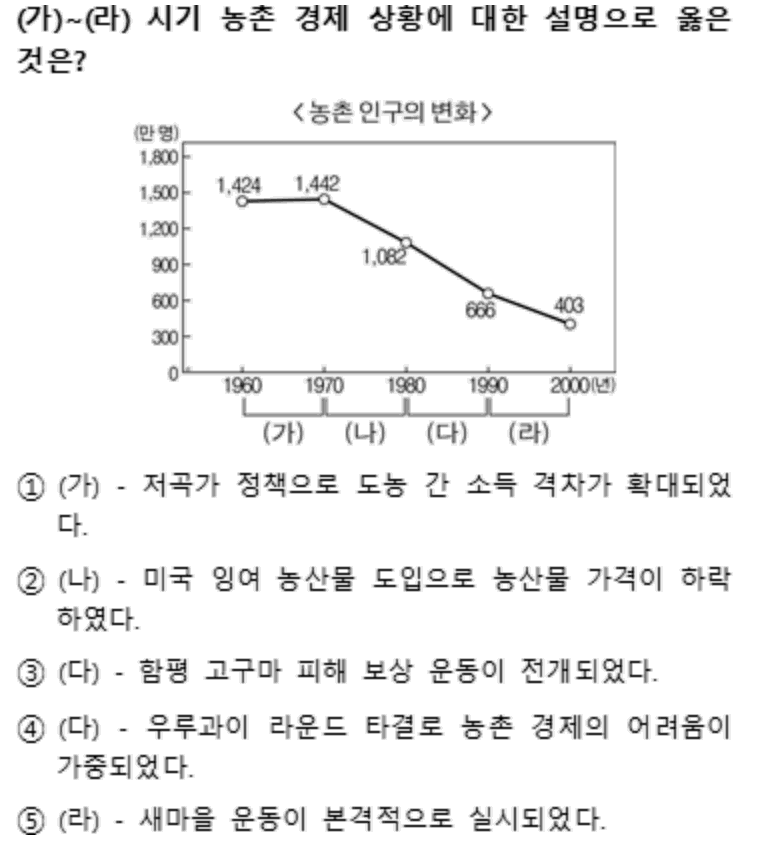 (가)~(라) 시기 농촌 경제 상황에 대한 설명으로 옳은
것은?
<농촌 인구의 변화>
(만 명)
1,800
1,500
1,200
900
600
300
0
1,424
1,442
1,082
666
403
1960 1970 1980 1990 2000(년)
(가) (나) (다) (라)
① (가) - 저곡가 정책으로 도농 간 소득 격차가 확대되었
다.
② (나) - 미국 잉여 농산물 도입으로 농산물 가격이 하락
하였다.
③ (다) - 함평 고구마 피해 보상 운동이 전개되었다.
④ (다) - 우루과이 라운드 타결로 농촌 경제의 어려움이
가중되었다.
⑤ (라) - 새마을 운동이 본격적으로 실시되었다.